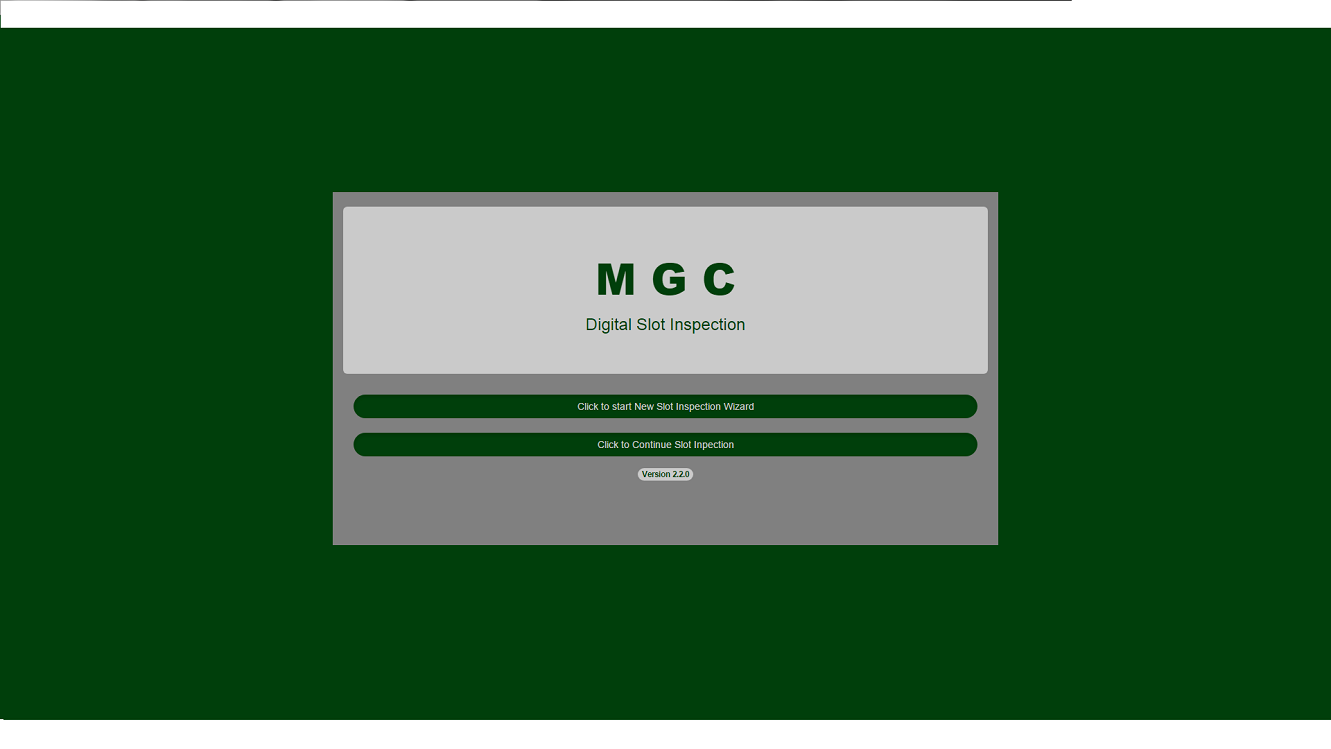 M G C
Digital Slot Inspection
Click to start New Slot Inspection Wizard
Click to Continue Slot Inpection
Version 2.2.0